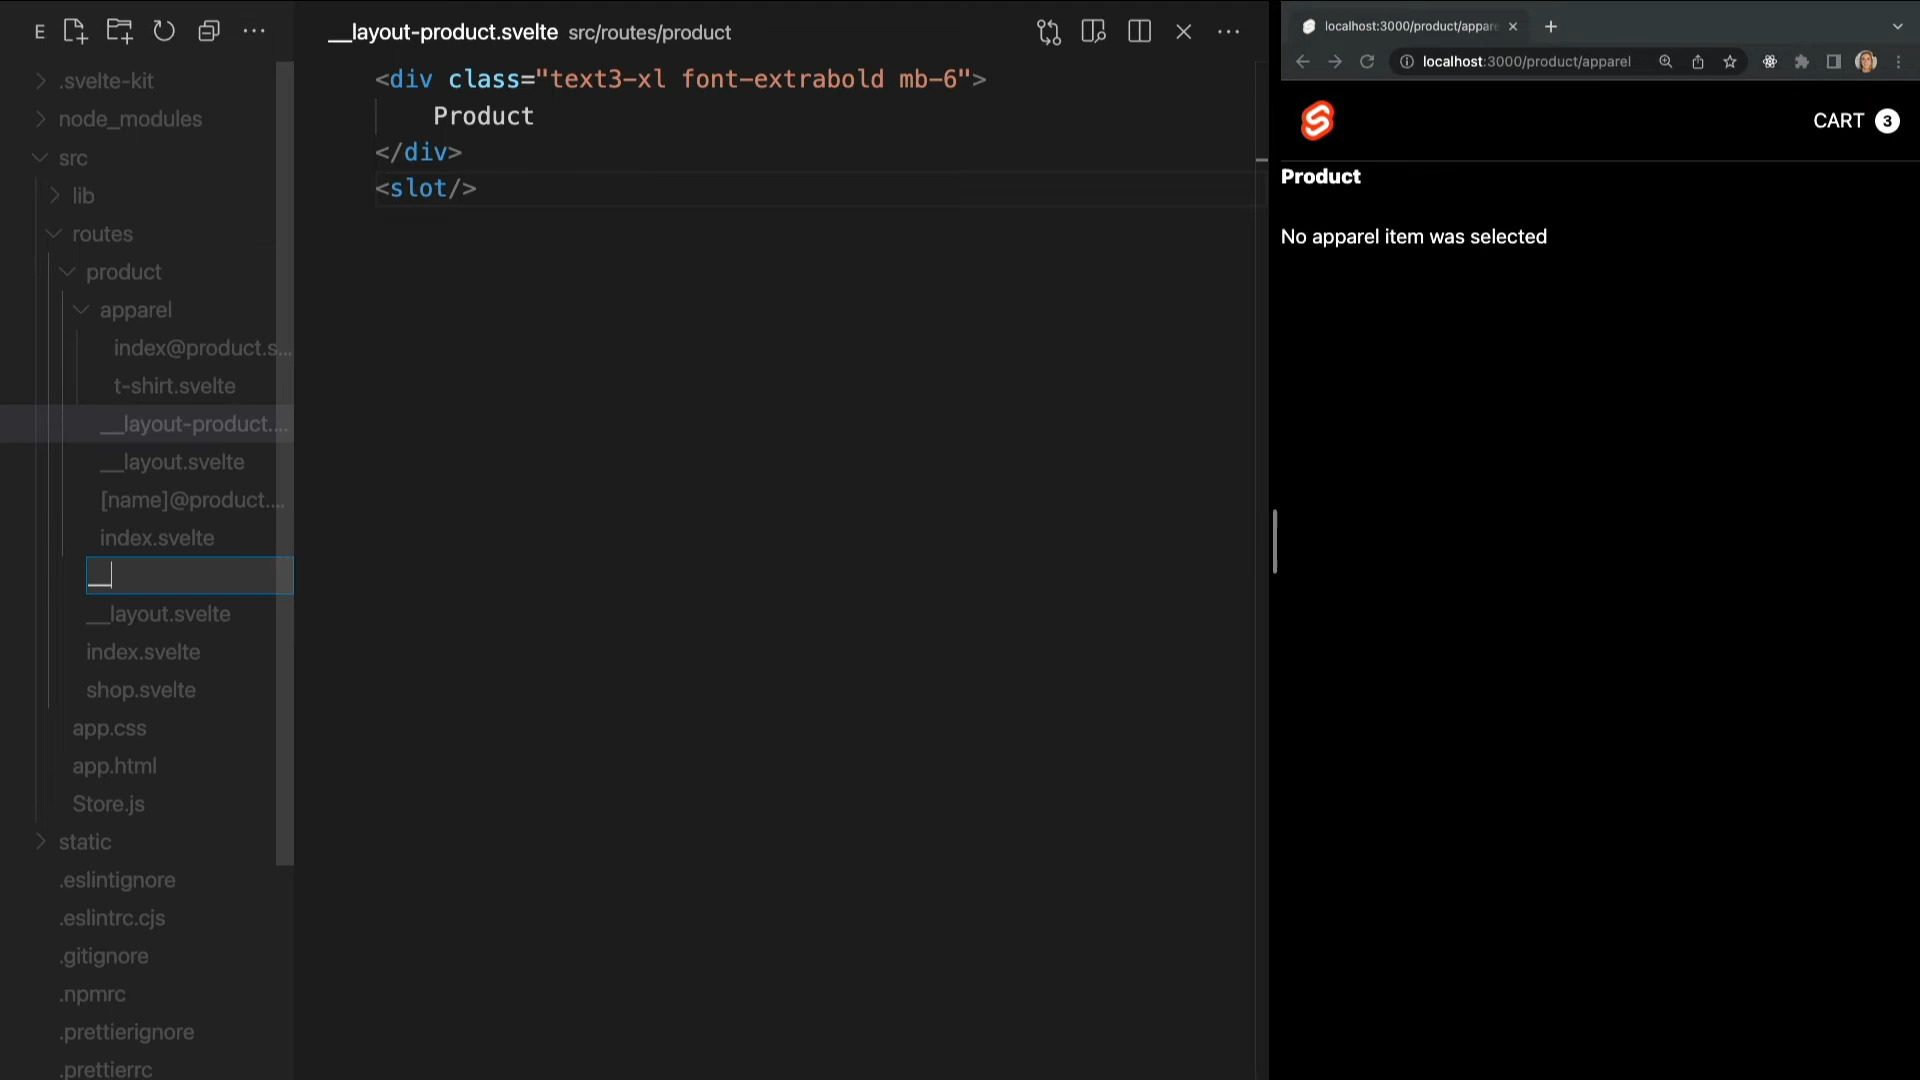 E
.svelte-kit
node_modules
src
lib
routes
product
apparel
index@product.s...
t-shirt.svelte
__layout-product....
__layout.svelte
[name]@product....
index.svelte
__
__layout.svelte
index.svelte
shop.svelte
app.css
app.html
Store.js
static
.eslintignore
.eslintrc.cjs
.gitignore
.npmrc
.prettierignore
.prettierrc
__layout-product.svelte src/routes/product
<div class="text3-xl font-extrabold mb-6">
Product
</div>
<slot/>
localhost:3000/product/appare
localhost:3000/product/apparel
CART 3
Product
No apparel item was selected